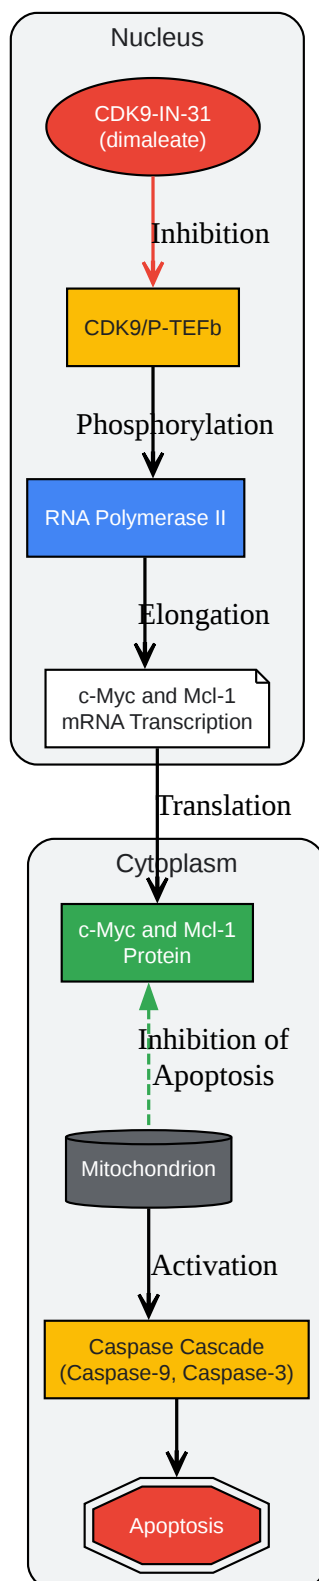 Nucleus
CDK9-IN-31
(dimaleate)
Inhibition
CDK9/P-TEFb
Phosphorylation
RNA Polymerase II
Elongation
c-Myc and Mcl-1
mRNA Transcription
Translation
Cytoplasm
c-Myc and Mcl-1
Protein
Inhibition of
Apoptosis
Mitochondrion
Activation
Caspase Cascade
(Caspase-9, Caspase-3)
Apoptosis